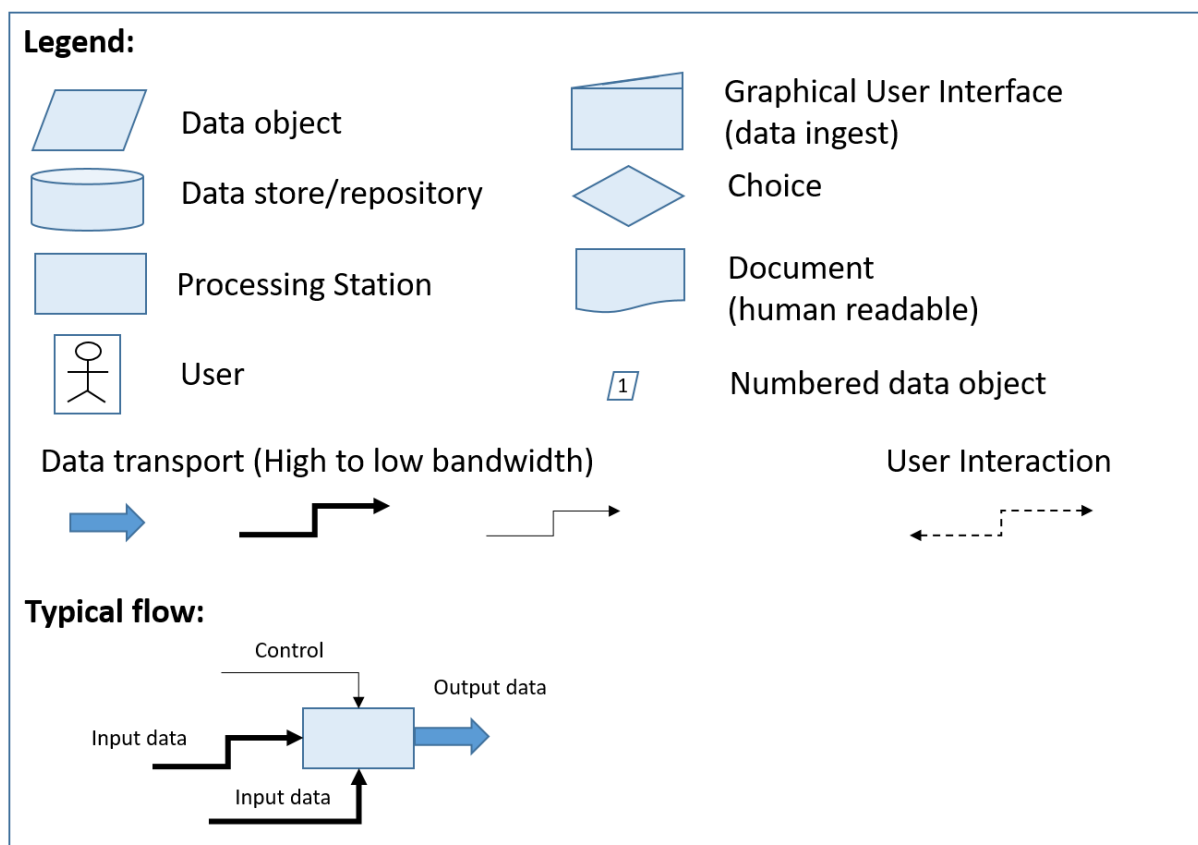 Legend:
Data object
Graphical User Interface
(data ingest)
Data store/repository
Choice
Processing Station
Document
(human readable)
User
1
Numbered data object
Data transport (High to low bandwidth)
User Interaction
Typical flow:
Control
Output data
Input data
Input data